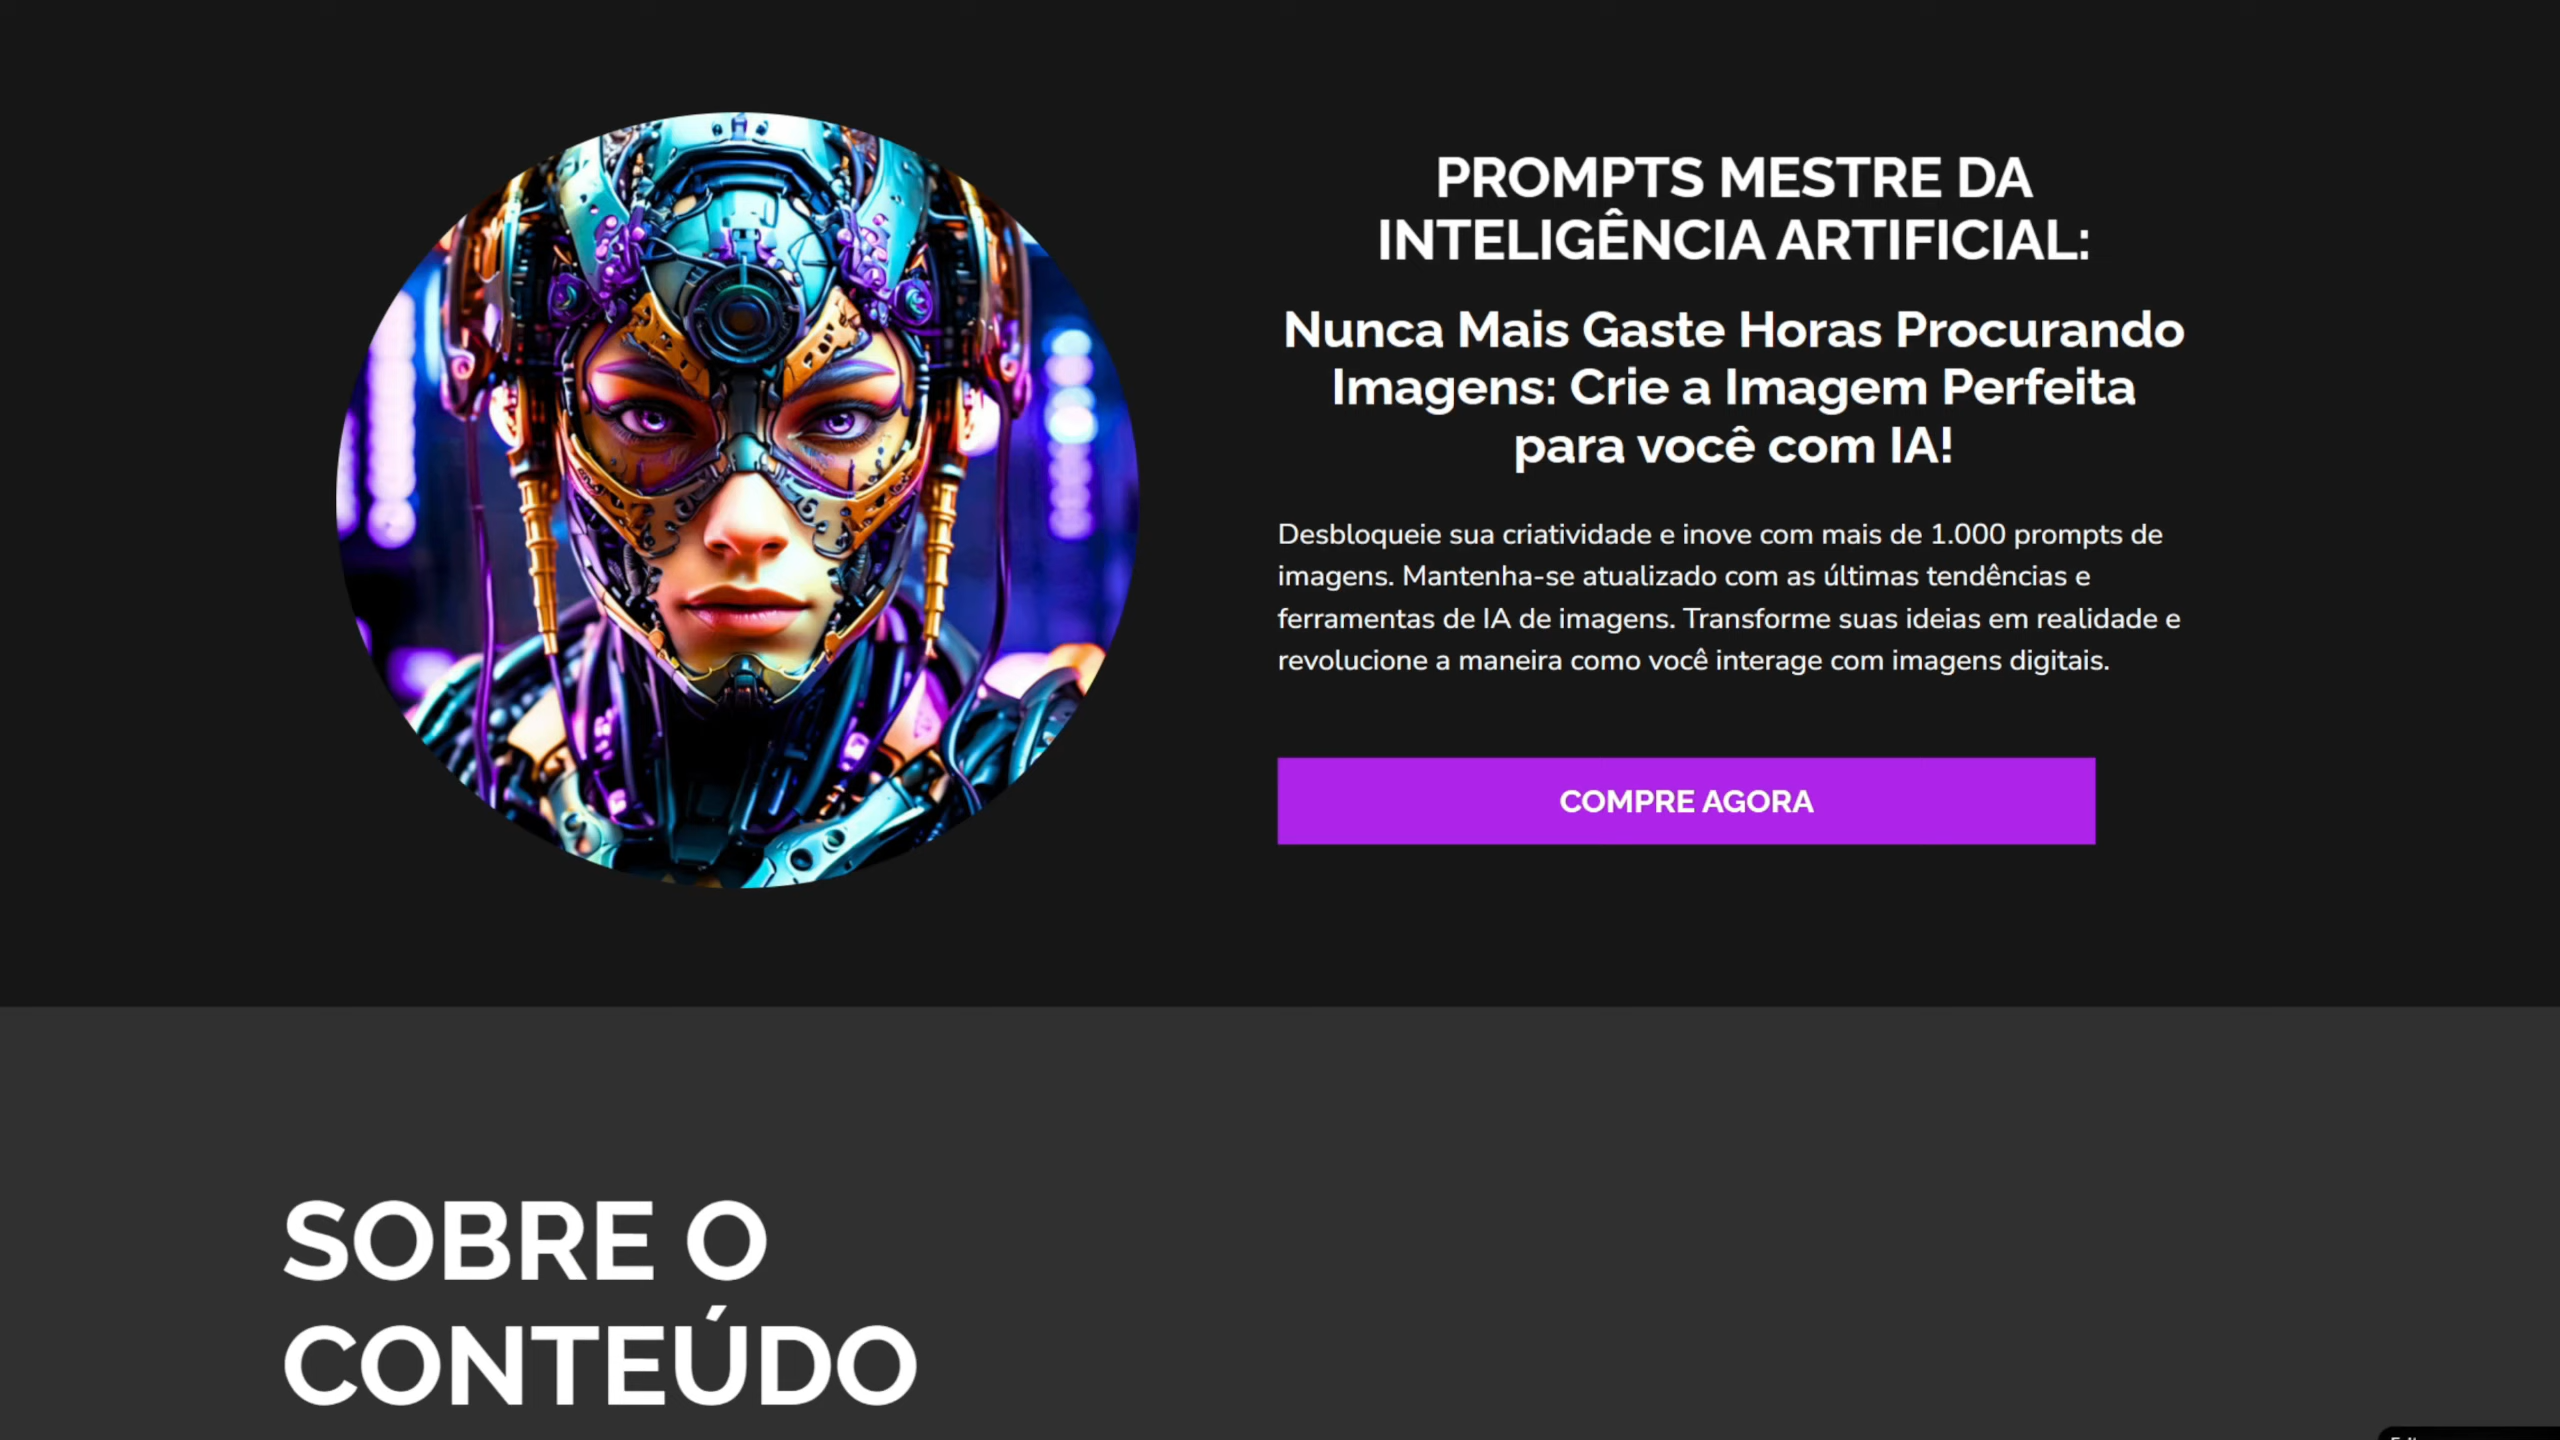 PROMPTS MESTRE DA
INTELIGÊNCIA ARTIFICIAL:
Nunca Mais Gaste Horas Procurando
Imagens: Crie a Imagem Perfeita
para você com IA!
Desbloqueie sua criatividade e inove com mais de 1.000 prompts de
imagens. Mantenha-se atualizado com as últimas tendências e
ferramentas de IA de imagens. Transforme suas ideias em realidade e
revolucione a maneira como você interage com imagens digitais.
COMPRE AGORA
SOBRE O
CONTEÚDO